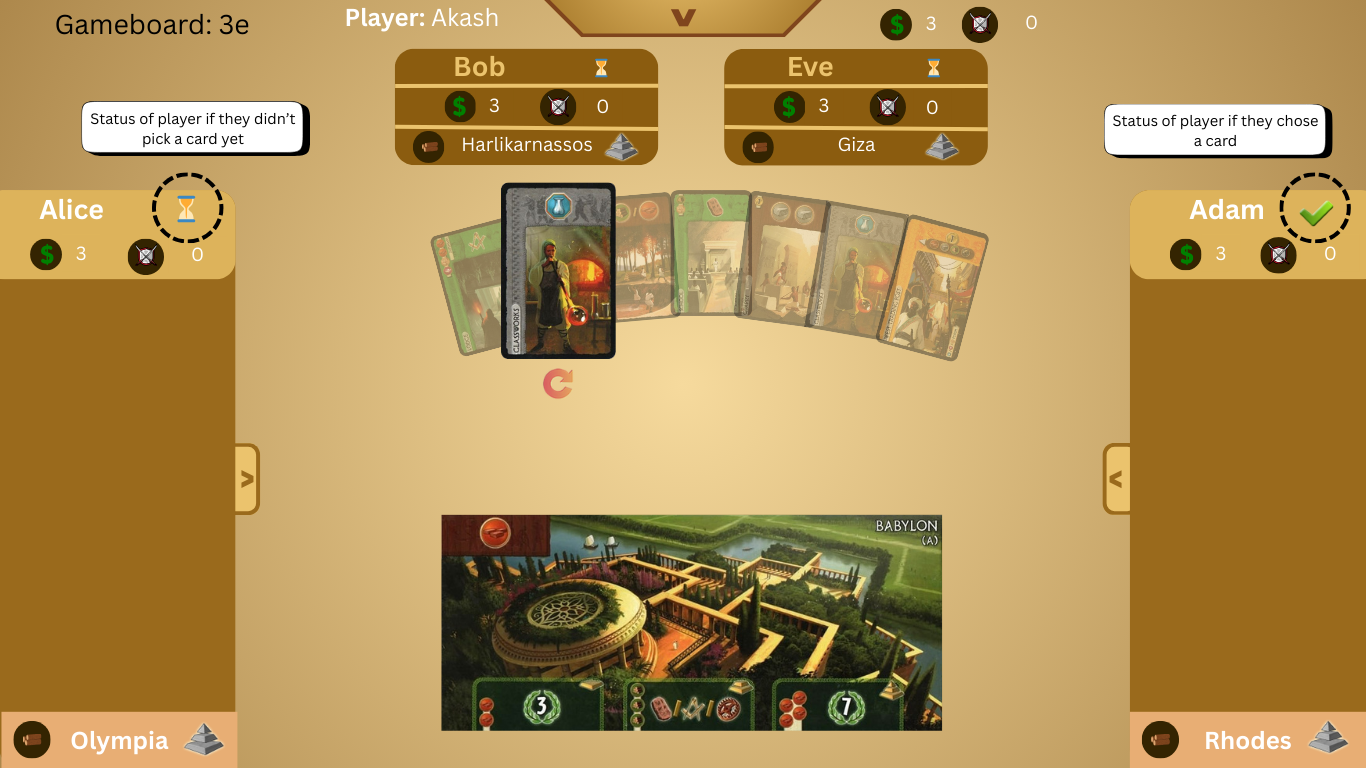 Gameboard: 3e
Player: Akash
V
$ 3 0
Bob
$ 3 0
Harlikarnassos
Eve
$ 3 0
Giza
Status of player if they didn’t
pick a card yet
Status of player if they chose
a card
Alice
$ 3 0
Adam
$ 3 0
GLASSWORKS
>
<
BABYLON
(A)
3
/ /
7
Olympia
Rhodes